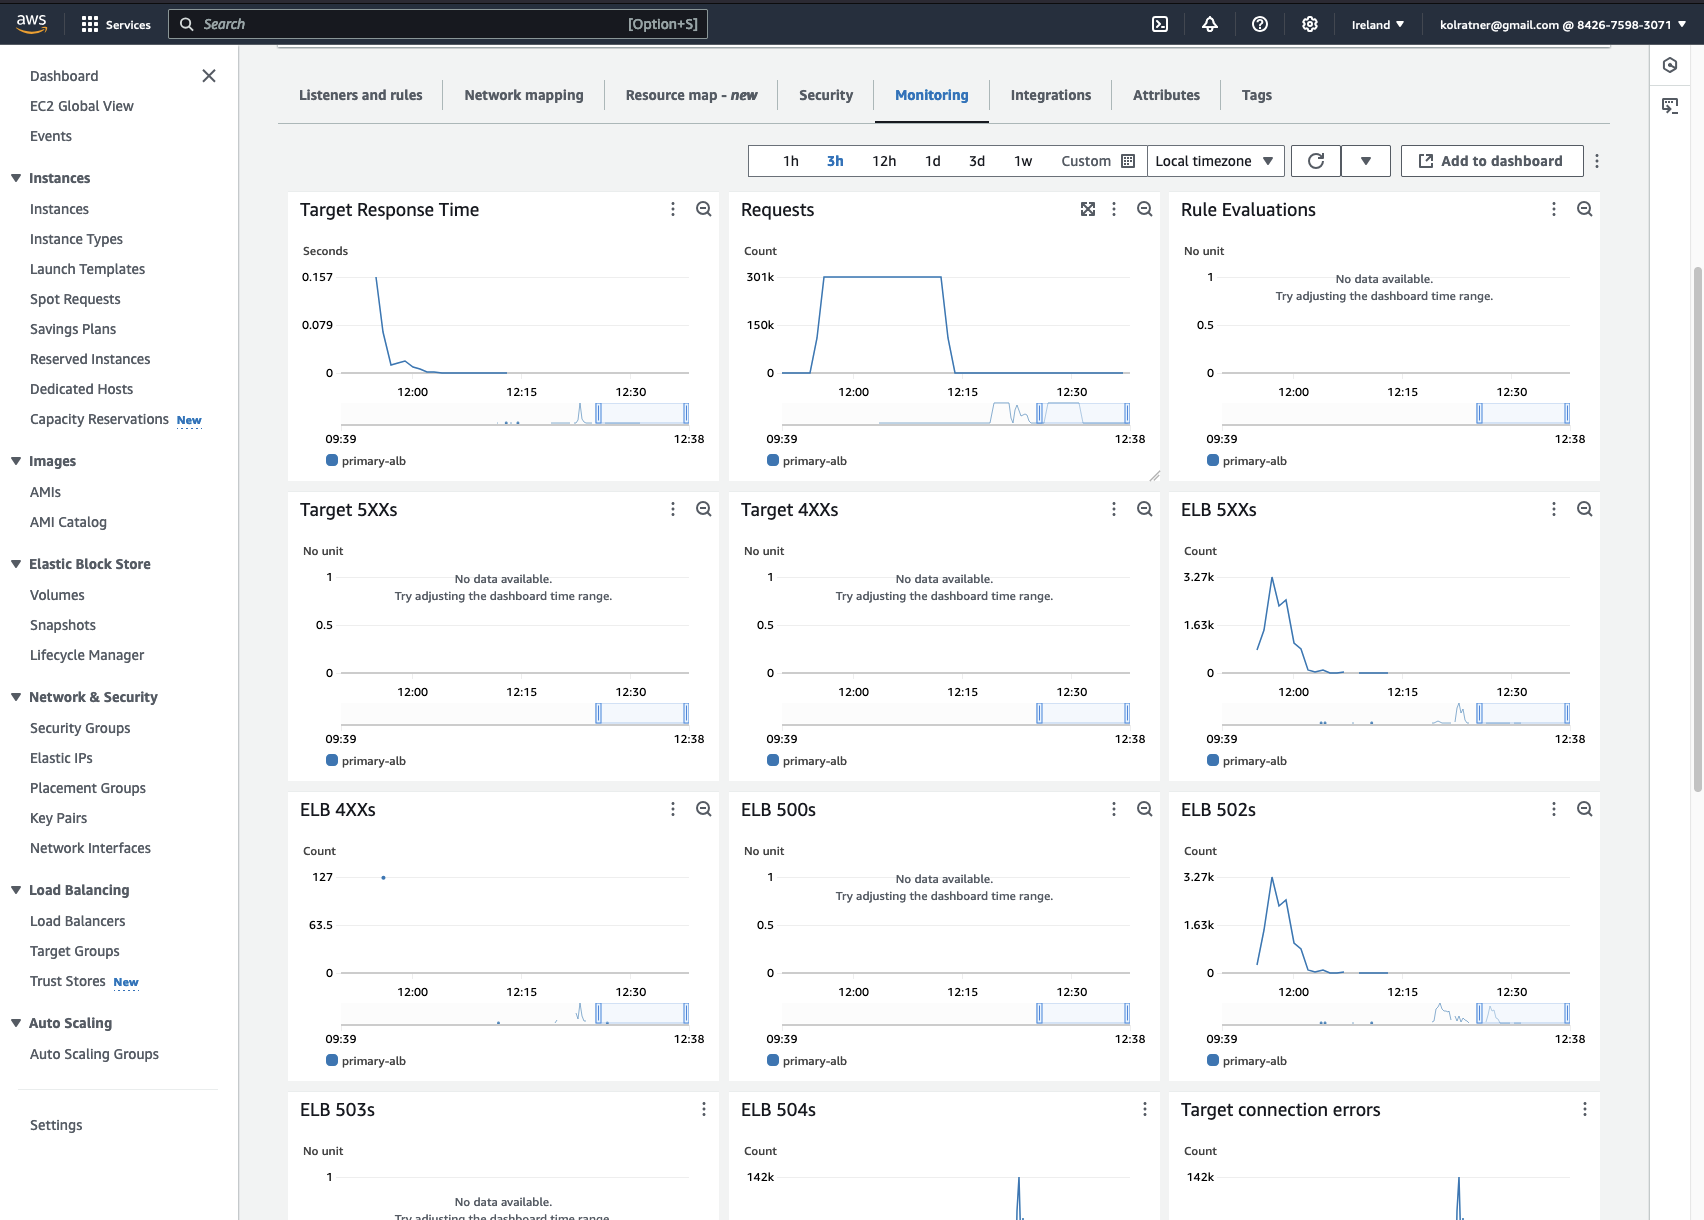 aws
Services
Search
[Option+S]
Ireland
kolratner@gmail.com @ 8426-7598-3071
Dashboard
EC2 Global View
Events
Instances
Instances
Instance Types
Launch Templates
Spot Requests
Savings Plans
Reserved Instances
Dedicated Hosts
Capacity Reservations New
Images
AMIs
AMI Catalog
Elastic Block Store
Volumes
Snapshots
Lifecycle Manager
Network & Security
Security Groups
Elastic IPs
Placement Groups
Key Pairs
Network Interfaces
Load Balancing
Load Balancers
Target Groups
Trust Stores New
Auto Scaling
Auto Scaling Groups
Settings
Listeners and rules
Network mapping
Resource map - new
Security
Monitoring
Integrations
Attributes
Tags
1h 3h 12h 1d 3d 1w Custom
Local timezone
Add to dashboard
Target Response Time
Seconds
0.157
0.079
0
12:00 12:15 12:30
09:39 12:38
primary-alb
Requests
Count
301k
150k
0
12:00 12:15 12:30
09:39 12:38
primary-alb
Rule Evaluations
No unit
1
No data available.
Try adjusting the dashboard time range.
0.5
0
12:00 12:15 12:30
09:39 12:38
primary-alb
Target 5XXs
No unit
1
No data available.
Try adjusting the dashboard time range.
0.5
0
12:00 12:15 12:30
09:39 12:38
primary-alb
Target 4XXs
No unit
1
No data available.
Try adjusting the dashboard time range.
0.5
0
12:00 12:15 12:30
09:39 12:38
primary-alb
ELB 5XXs
Count
3.27k
1.63k
0
12:00 12:15 12:30
09:39 12:38
primary-alb
ELB 4XXs
Count
127
63.5
0
12:00 12:15 12:30
09:39 12:38
primary-alb
ELB 500s
No unit
1
No data available.
Try adjusting the dashboard time range.
0.5
0
12:00 12:15 12:30
09:39 12:38
primary-alb
ELB 502s
Count
3.27k
1.63k
0
12:00 12:15 12:30
09:39 12:38
primary-alb
ELB 503s
No unit
1
No data available.
Try adjusting the dashboard time range.
ELB 504s
Count
142k
Target connection errors
Count
142k